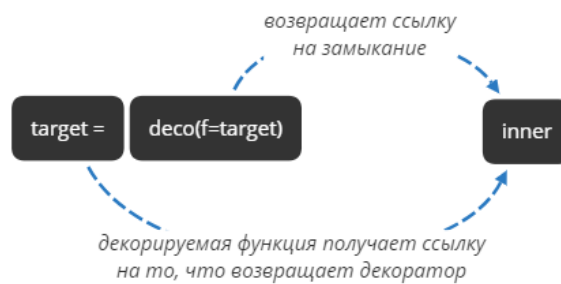 возвращает ссылку
на замыкание
target = deco(f=target) inner
декорируемая функция получает ссылку
на то, что возвращает декоратор